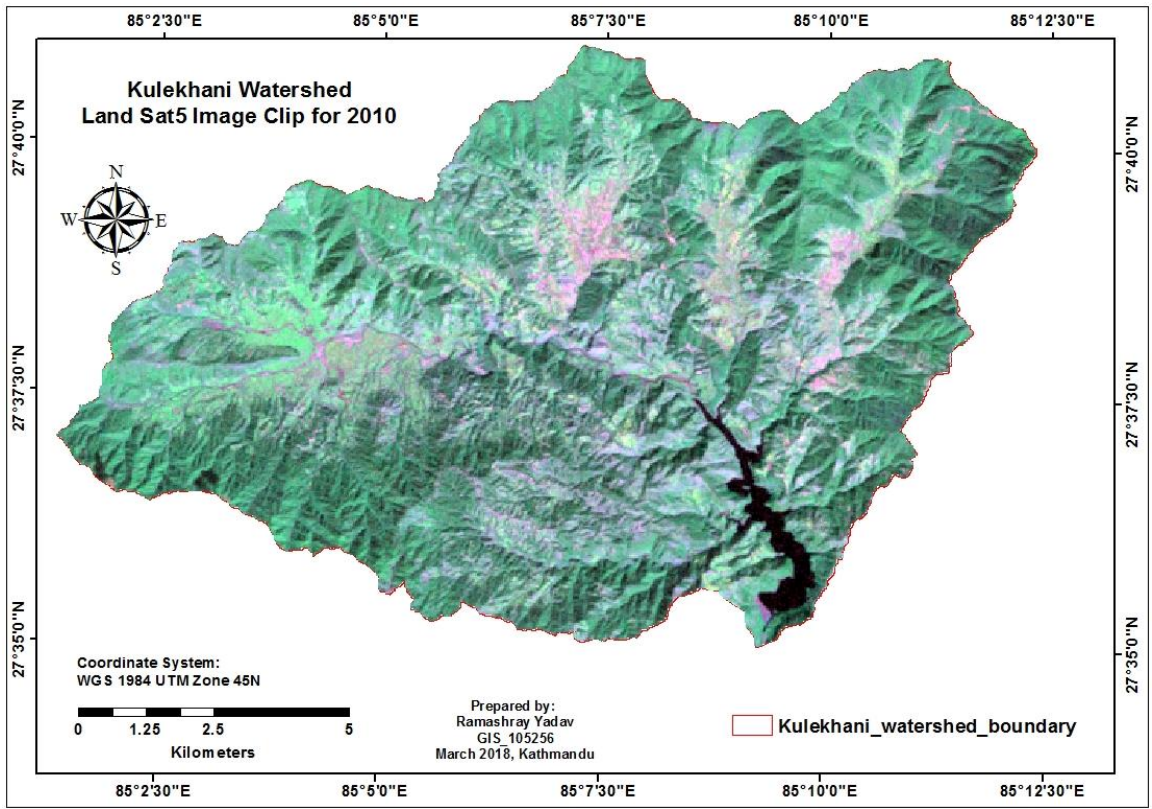 85°2'30"E 85°5'0"E 85°7'30"E 85°10'0"E 85°12'30"E
Kulekhani Watershed
Land Sat5 Image Clip for 2010
27°40'0"N
27°40'0"N
N
W E
S
27°37'30"N
27°37'30"N
27°35'0"N
27°35'0"N
Coordinate System:
WGS 1984 UTM Zone 45N
0 1.25 2.5 5
Kilometers
Prepared by:
Ramashray Yadav
GIS_105256
March 2018, Kathmandu
Kulekhani_watershed_boundary
85°2'30"E 85°5'0"E 85°7'30"E 85°10'0"E 85°12'30"E